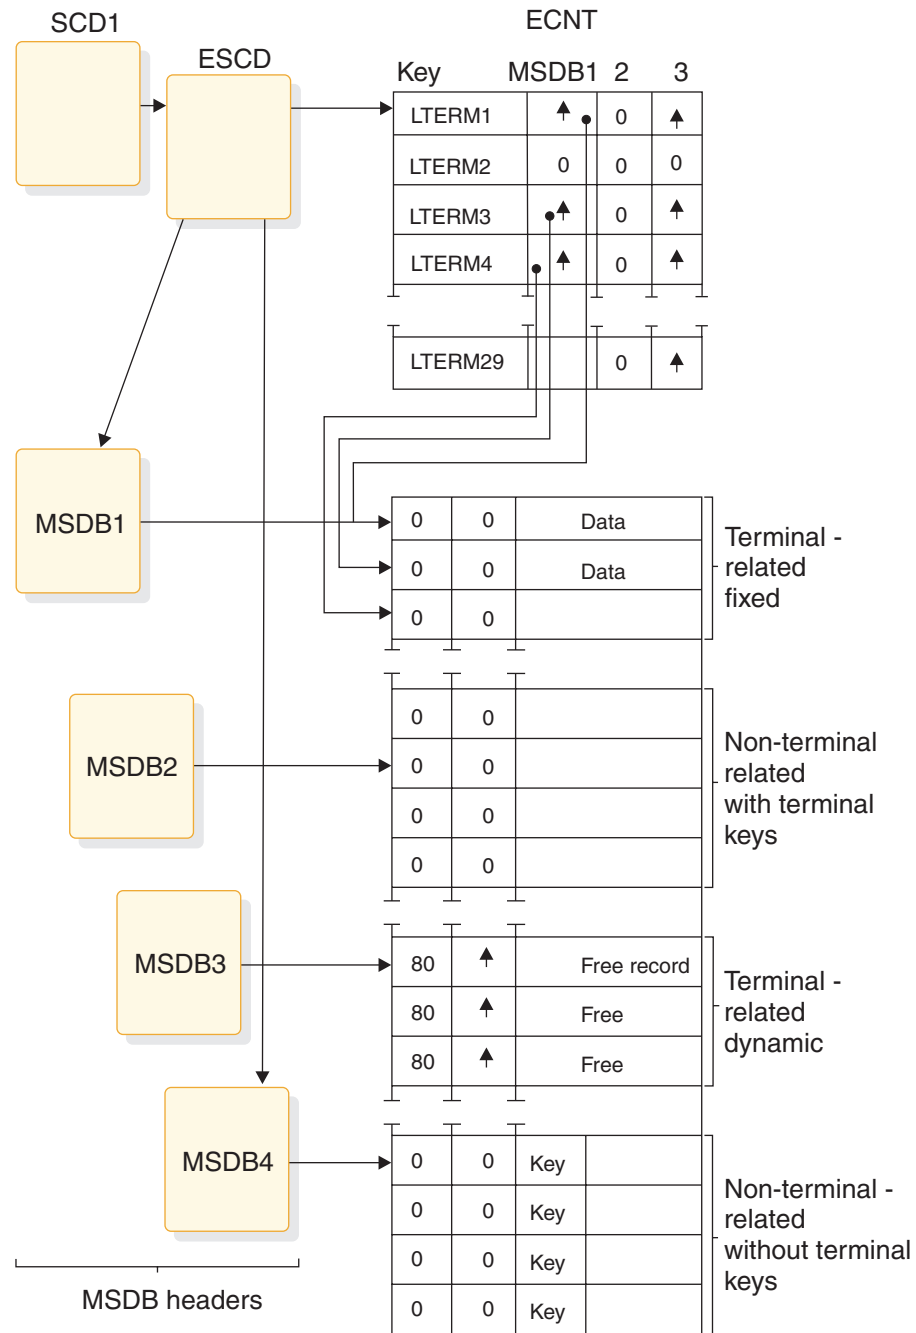 SCD1
ESCD
ECNT
Key MSDB1 2 3
LTERM1 0
LTERM2 0 0 0
LTERM3 0
LTERM4 0
LTERM29 0
MSDB1
0 0 Data
0 0 Data
0 0
Terminal -
related
fixed
MSDB2
0 0
0 0
0 0
0 0
Non-terminal
related
with terminal
keys
MSDB3
80 Free record
80 Free
80 Free
Terminal -
related
dynamic
MSDB4
0 0 Key
0 0 Key
0 0 Key
0 0 Key
Non-terminal -
related
without terminal
keys
MSDB headers